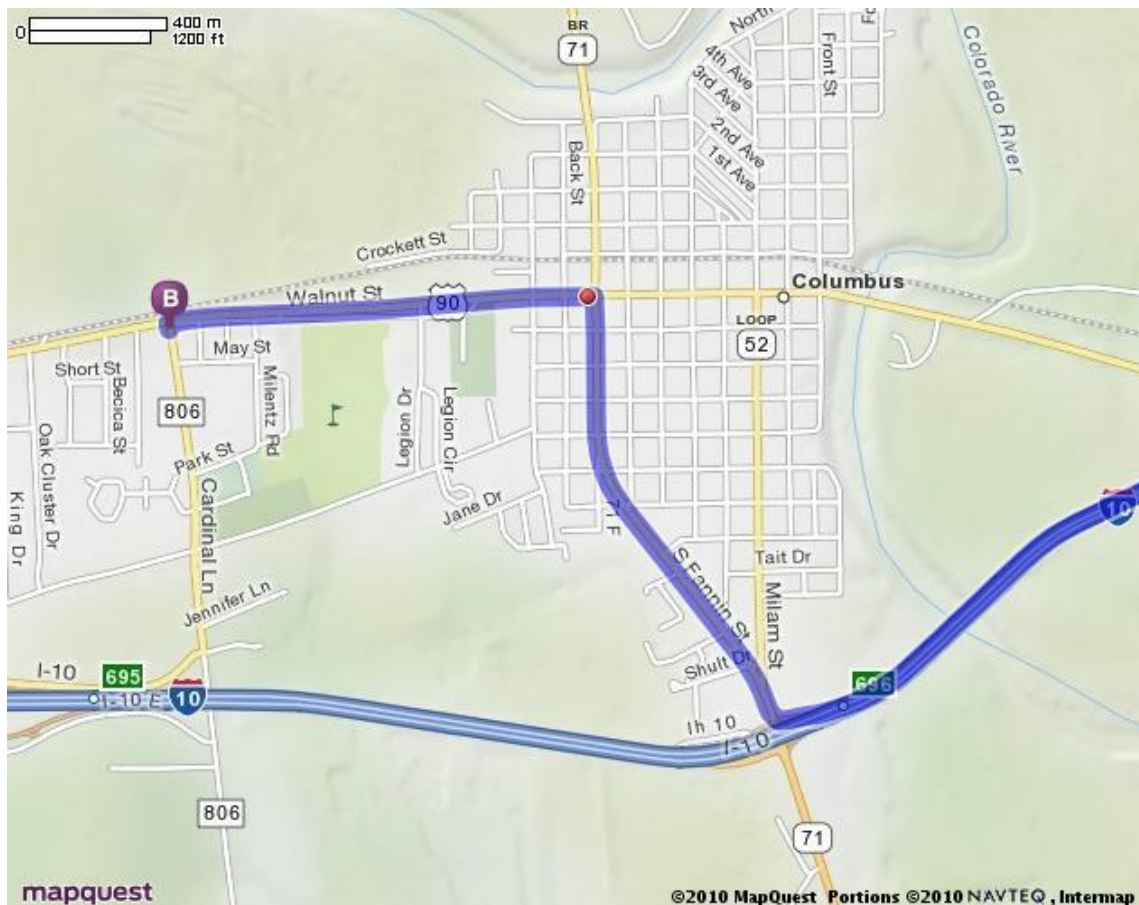 0
400 m
1200 ft
BR
71
North
4th Ave
3rd Ave
2nd Ave
1st Ave
Front St
Colorado River
Back St
Crockett St
B
Walnut St
90
Columbus
LOOP
52
May St
Short St
Becica St
Milentz Rd
806
Legion Dr
Legion Cir
Oak Cluster Dr
King Dr
Park St
Cardinal Ln
Jane Dr
10
S Fannin St
Tait Dr
Milam St
Jennifer Ln
Shult Dr
I-10
695
I-10 E
10
696
Ih 10
I-10
806
71
mapquest
©2010 MapQuest Portions ©2010 NAVTEQ, Intermap